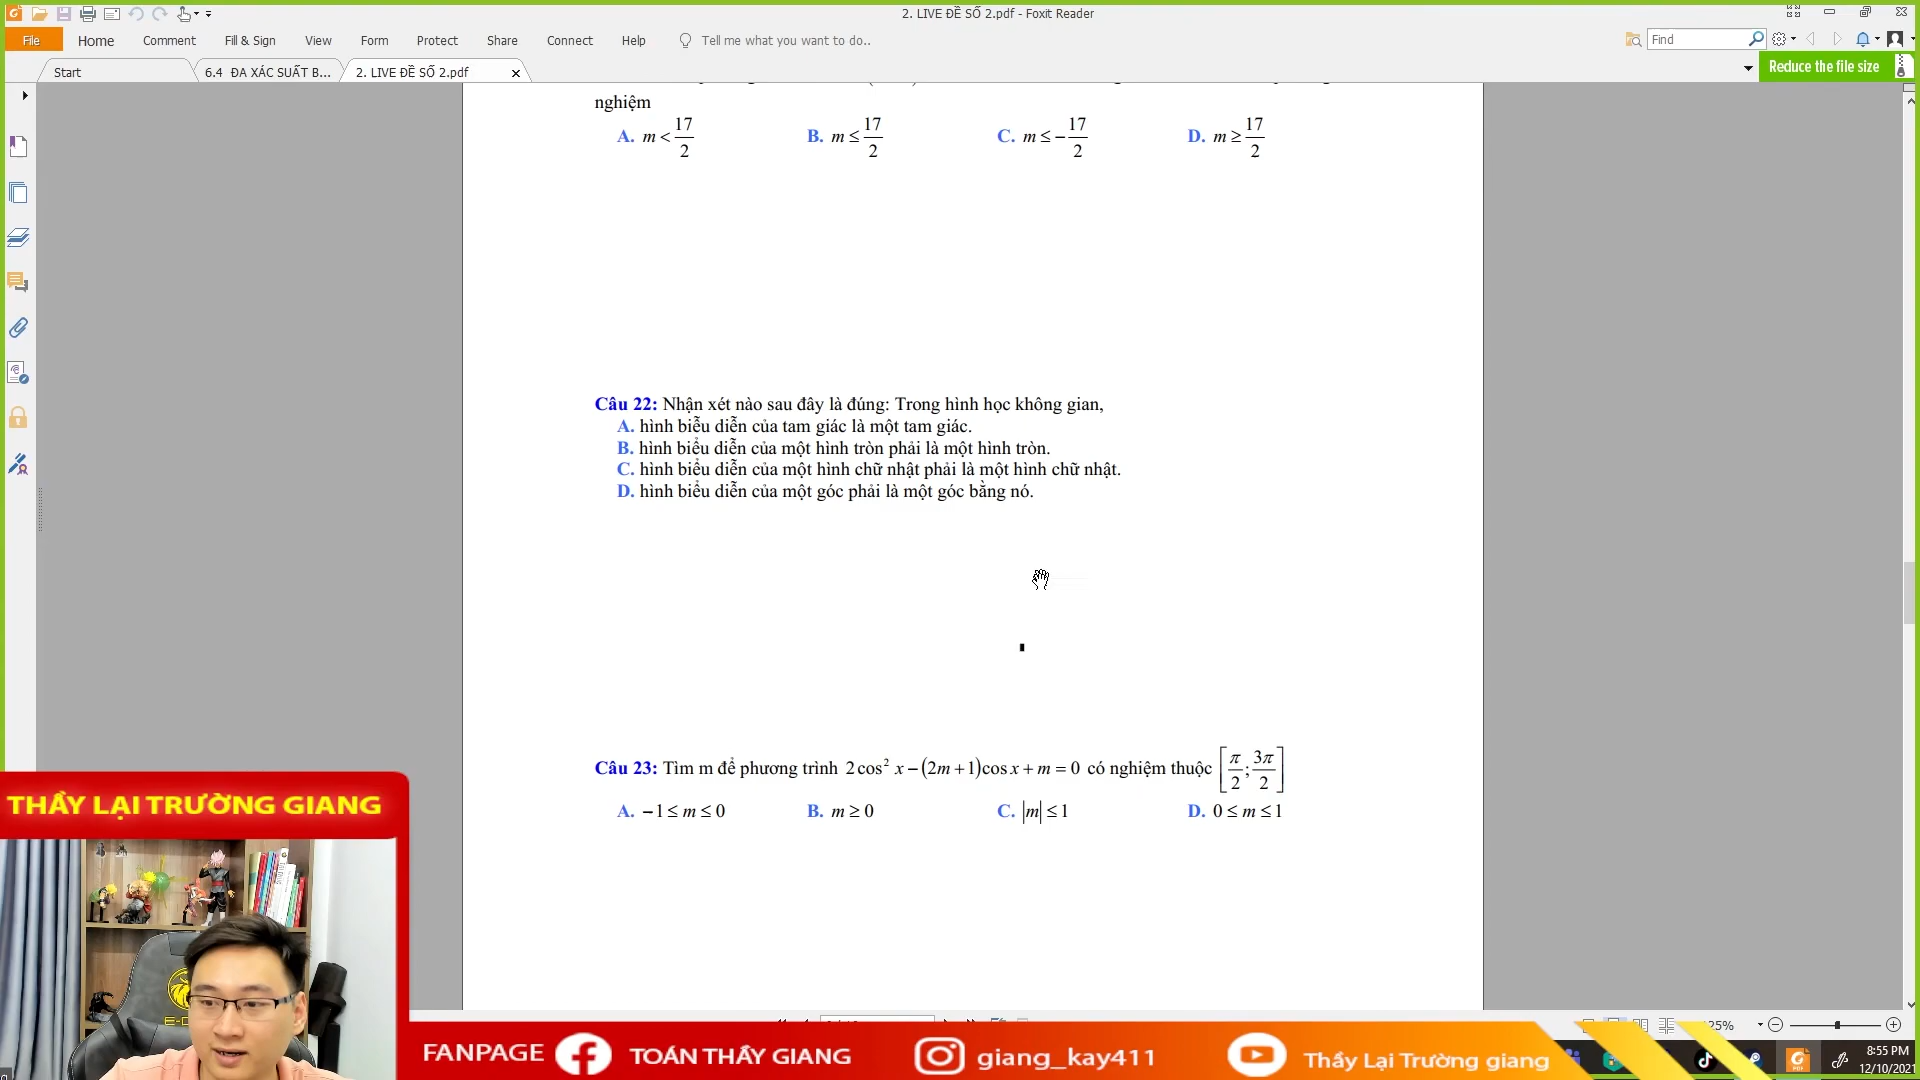 2. LIVE ĐỀ SỐ 2.pdf - Foxit Reader
File Home Comment Fill & Sign View Form Protect Share Connect Help Tell me what you want to do.. Find
Start 6.4 ĐA XÁC SUẤT B... 2. LIVE ĐỀ SỐ 2.pdf Reduce the file size
nghiệm
A. m < 17/2 B. m ≤ 17/2 C. m ≤ -17/2 D. m ≥ 17/2
Câu 22: Nhận xét nào sau đây là đúng: Trong hình học không gian,
A. hình biểu diễn của tam giác là một tam giác.
B. hình biểu diễn của một hình tròn phải là một hình tròn.
C. hình biểu diễn của một hình chữ nhật phải là một hình chữ nhật.
D. hình biểu diễn của một góc phải là một góc bằng nó.
Câu 23: Tìm m để phương trình 2cos² x − (2m+1)cos x + m = 0 có nghiệm thuộc [π/2; 3π/2]
A. −1 ≤ m ≤ 0 B. m ≥ 0 C. |m| ≤ 1 D. 0 ≤ m ≤ 1
THẦY LẠI TRƯỜNG GIANG
FANPAGE TOÁN THẦY GIANG giang_kay411 Thầy Lại Trường giang
8:55 PM
12/10/2021